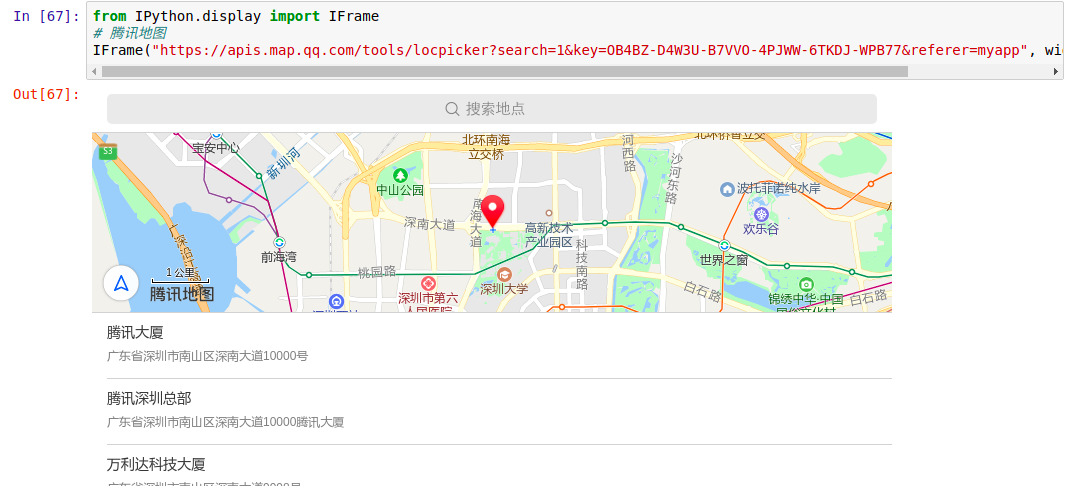 In [67]:
from IPython.display import IFrame
# 腾讯地图
IFrame("https://apis.map.qq.com/tools/locpicker?search=1&key=OB4BZ-D4W3U-B7VVO-4PJWW-6TKDJ-WPB77&referer=myapp", wi
Out[67]:
搜索地点
S3
宝安中心
新圳河
北环南海
立交桥
河西路
沙河东路
北环侨香立交
中山公园
波托菲诺纯水岸
南海大道
深南大道
高新技术
产业园区
欢乐谷
前海湾
科技南路
世界之窗
桃园路
1 公里
腾讯地图
深圳市第六
人民医院
深圳大学
白石路
锦绣中华·中国
白石路
腾讯大厦
广东省深圳市南山区深南大道10000号
腾讯深圳总部
广东省深圳市南山区深南大道10000腾讯大厦
万利达科技大厦